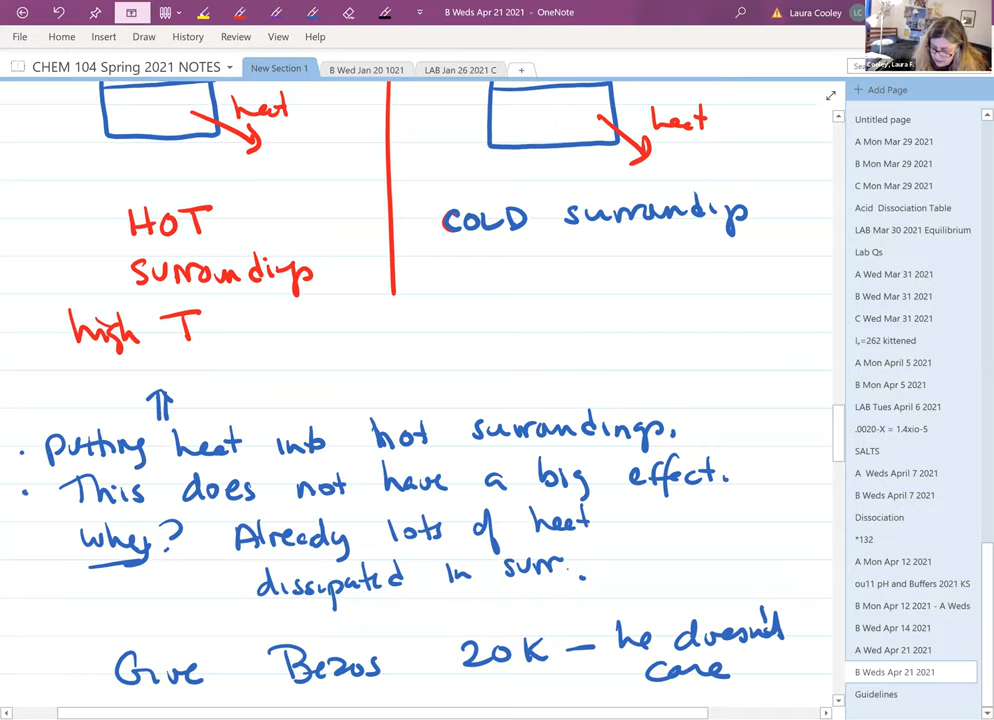 B Weds Apr 21 2021 - OneNote
Laura Cooley
LC
File Home Insert Draw History Review View Help
Cooley, Laura F.
CHEM 104 Spring 2021 NOTES
New Section 1
B Wed Jan 20 1021
LAB Jan 26 2021 C
Add Page
heat
heat
HOT
surroundings
high T
COLD surroundings
. Putting heat into hot surroundings.
. This does not have a big effect.
why? Already lots of heat
dissipated in surr.
Give Bezos 20K — he doesn't
care
Untitled page
A Mon Mar 29 2021
B Mon Mar 29 2021
C Mon Mar 29 2021
Acid Dissociation Table
LAB Mar 30 2021 Equilibrium
Lab Qs
A Wed Mar 31 2021
B Wed Mar 31 2021
C Wed Mar 31 2021
I,=262 kittened
A Mon April 5 2021
B Mon Apr 5 2021
LAB Tues April 6 2021
.0020-X = 1.4xio-5
SALTS
A Weds April 7 2021
B Weds April 7 2021
Dissociation
*132
A Mon Apr 12 2021
ou11 pH and Buffers 2021 KS
B Mon Apr 12 2021 - A Weds
B Wed Apr 14 2021
A Wed Apr 21 2021
B Weds Apr 21 2021
Guidelines